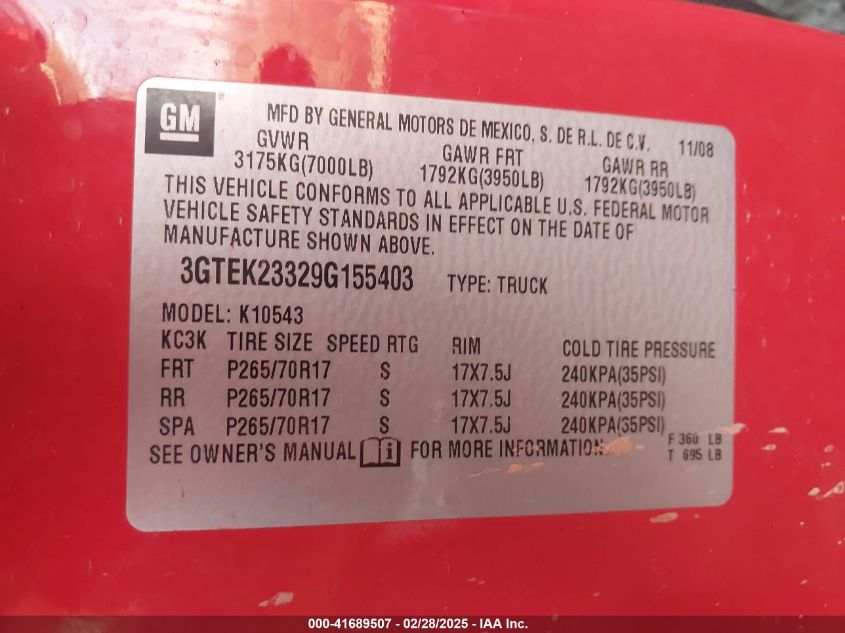 GM ®
MFD BY GENERAL MOTORS DE MEXICO, S. DE R.L. DE C.V. 11/08
GVWR GAWR FRT GAWR RR
3175KG(7000LB) 1792KG(3950LB) 1792KG(3950LB)
THIS VEHICLE CONFORMS TO ALL APPLICABLE U.S. FEDERAL MOTOR
VEHICLE SAFETY STANDARDS IN EFFECT ON THE DATE OF
MANUFACTURE SHOWN ABOVE.
3GTEK23329G155403 TYPE: TRUCK
MODEL: K10543
KC3K TIRE SIZE SPEED RTG RIM COLD TIRE PRESSURE
FRT P265/70R17 S 17X7.5J 240KPA(35PSI)
RR P265/70R17 S 17X7.5J 240KPA(35PSI)
SPA P265/70R17 S 17X7.5J 240KPA(35PSI)
SEE OWNER'S MANUAL i FOR MORE INFORMATION. F 360 LB
T 695 LB
000-41689507 - 02/28/2025 - IAA Inc.